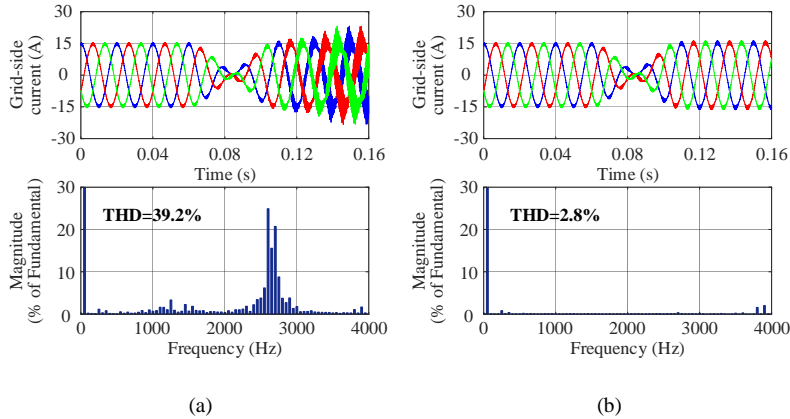 30
15
0
-15
-30
Grid-side
current (A)
0
0.04
0.08
0.12
0.16
Time (s)
30
20
10
0
Magnitude
(% of Fundamental)
THD=39.2%
0
1000
2000
3000
4000
Frequency (Hz)
(a)
30
15
0
-15
-30
Grid-side
current (A)
0
0.04
0.08
0.12
0.16
Time (s)
30
20
10
0
Magnitude
(% of Fundamental)
THD=2.8%
0
1000
2000
3000
4000
Frequency (Hz)
(b)